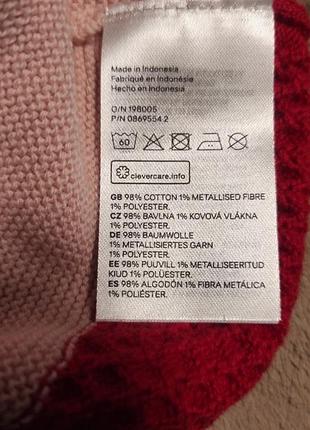 Made in Indonesia
Fabriqué en Indonésie
Hecho en Indonesia
O/N 198005
P/N 0869554 2
60
clevercare.info
GB 98% COTTON 1% METALLISED FIBRE
1% POLYESTER.
CZ 98% BAVLNA 1% KOVOVÁ VLÁKNA
1% POLYESTER.
DE 98% BAUMWOLLE
1% METALLISIERTES GARN
1% POLYESTER.
EE 98% PUUVILL 1% METALLISEERITUD
KIUD 1% POLÜESTER.
ES 98% ALGODÓN 1% FIBRA METÁLICA
1% POLIÉSTER.